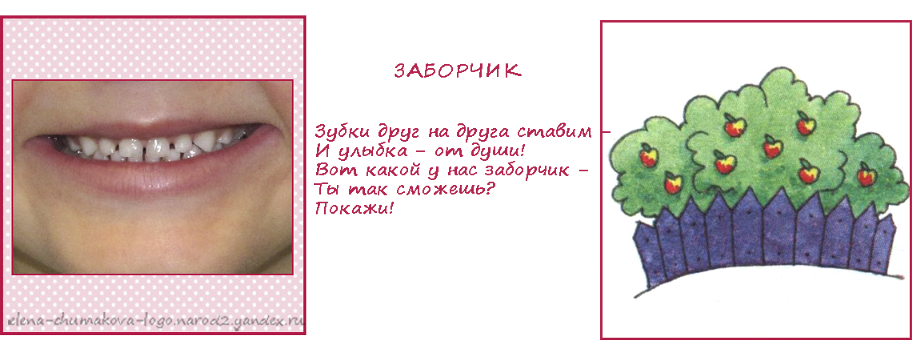 ЗАБОРЧИК
Зубки друг на друга ставим –
И улыбка – от души!
Вот какой у нас заборчик –
Ты так сможешь?
Покажи!
elena-chumakova-logo.narod2.yandex.ru